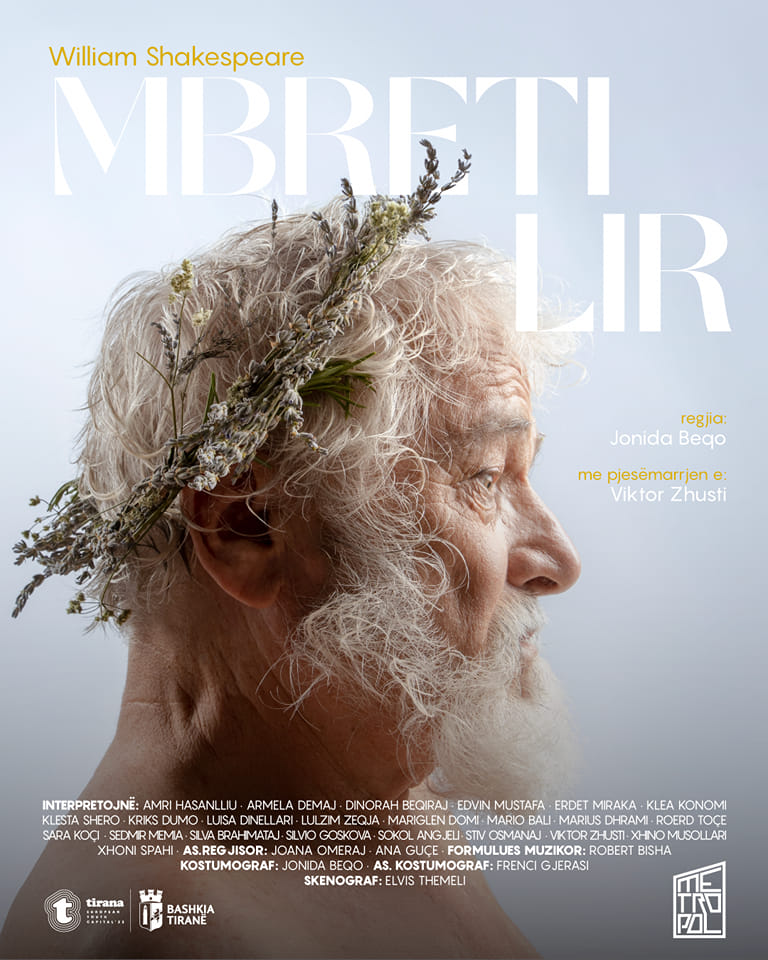 William Shakespeare
MBRETI
LIR
regjia:
Jonida Beqo
me pjesëmarrjen e:
Viktor Zhusti
INTERPRETOJNË: AMRI HASANLLIU · ARMELA DEMAJ · DINORAH BEQIRAJ · EDVIN MUSTAFA · ERDET MIRAKA · KLEA KONOMI
KLESTA SHERO · KRIKS DUMO · LUISA DINELLARI · LULZIM ZEQJA · MARIGLEN DOMI · MARIO BALI · MARIUS DHRAMI · ROERD TOÇE
SARA KOÇI · SEDMIR MEMIA · SILVA BRAHIMATAJ · SILVIO GOSKOVA · SOKOL ANGJELI · STIV OSMANAJ · VIKTOR ZHUSTI · XHINO MUSOLLARI
XHONI SPAHI · AS.REGJISOR: JOANA OMERAJ · ANA GUÇE · FORMULUES MUZIKOR: ROBERT BISHA
KOSTUMOGRAF: JONIDA BEQO · AS. KOSTUMOGRAF: FRENCI GJERASI
SKENOGRAF: ELVIS THEMELI
t tirana
EUROPEAN
YOUTH
CAPITAL'22
BASHKIA
TIRANË
METROPOL